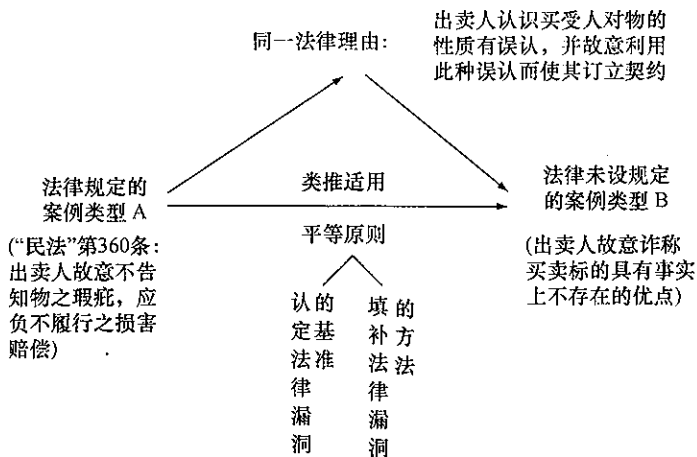 同一法律理由：
出卖人认识买受人对物的
性质有误认，并故意利用
此种误认而使其订立契约
法律规定的
案例类型 A
类推适用
法律未设规定
的案例类型 B
(“民法”第360条：
出卖人故意不告
知物之瑕疵，应
负不履行之损害
赔偿)
平等原则
(出卖人故意诈称
买卖标的具有事实
上不存在的优点)
认定法律漏洞
的基准
填补法律漏洞
的方法